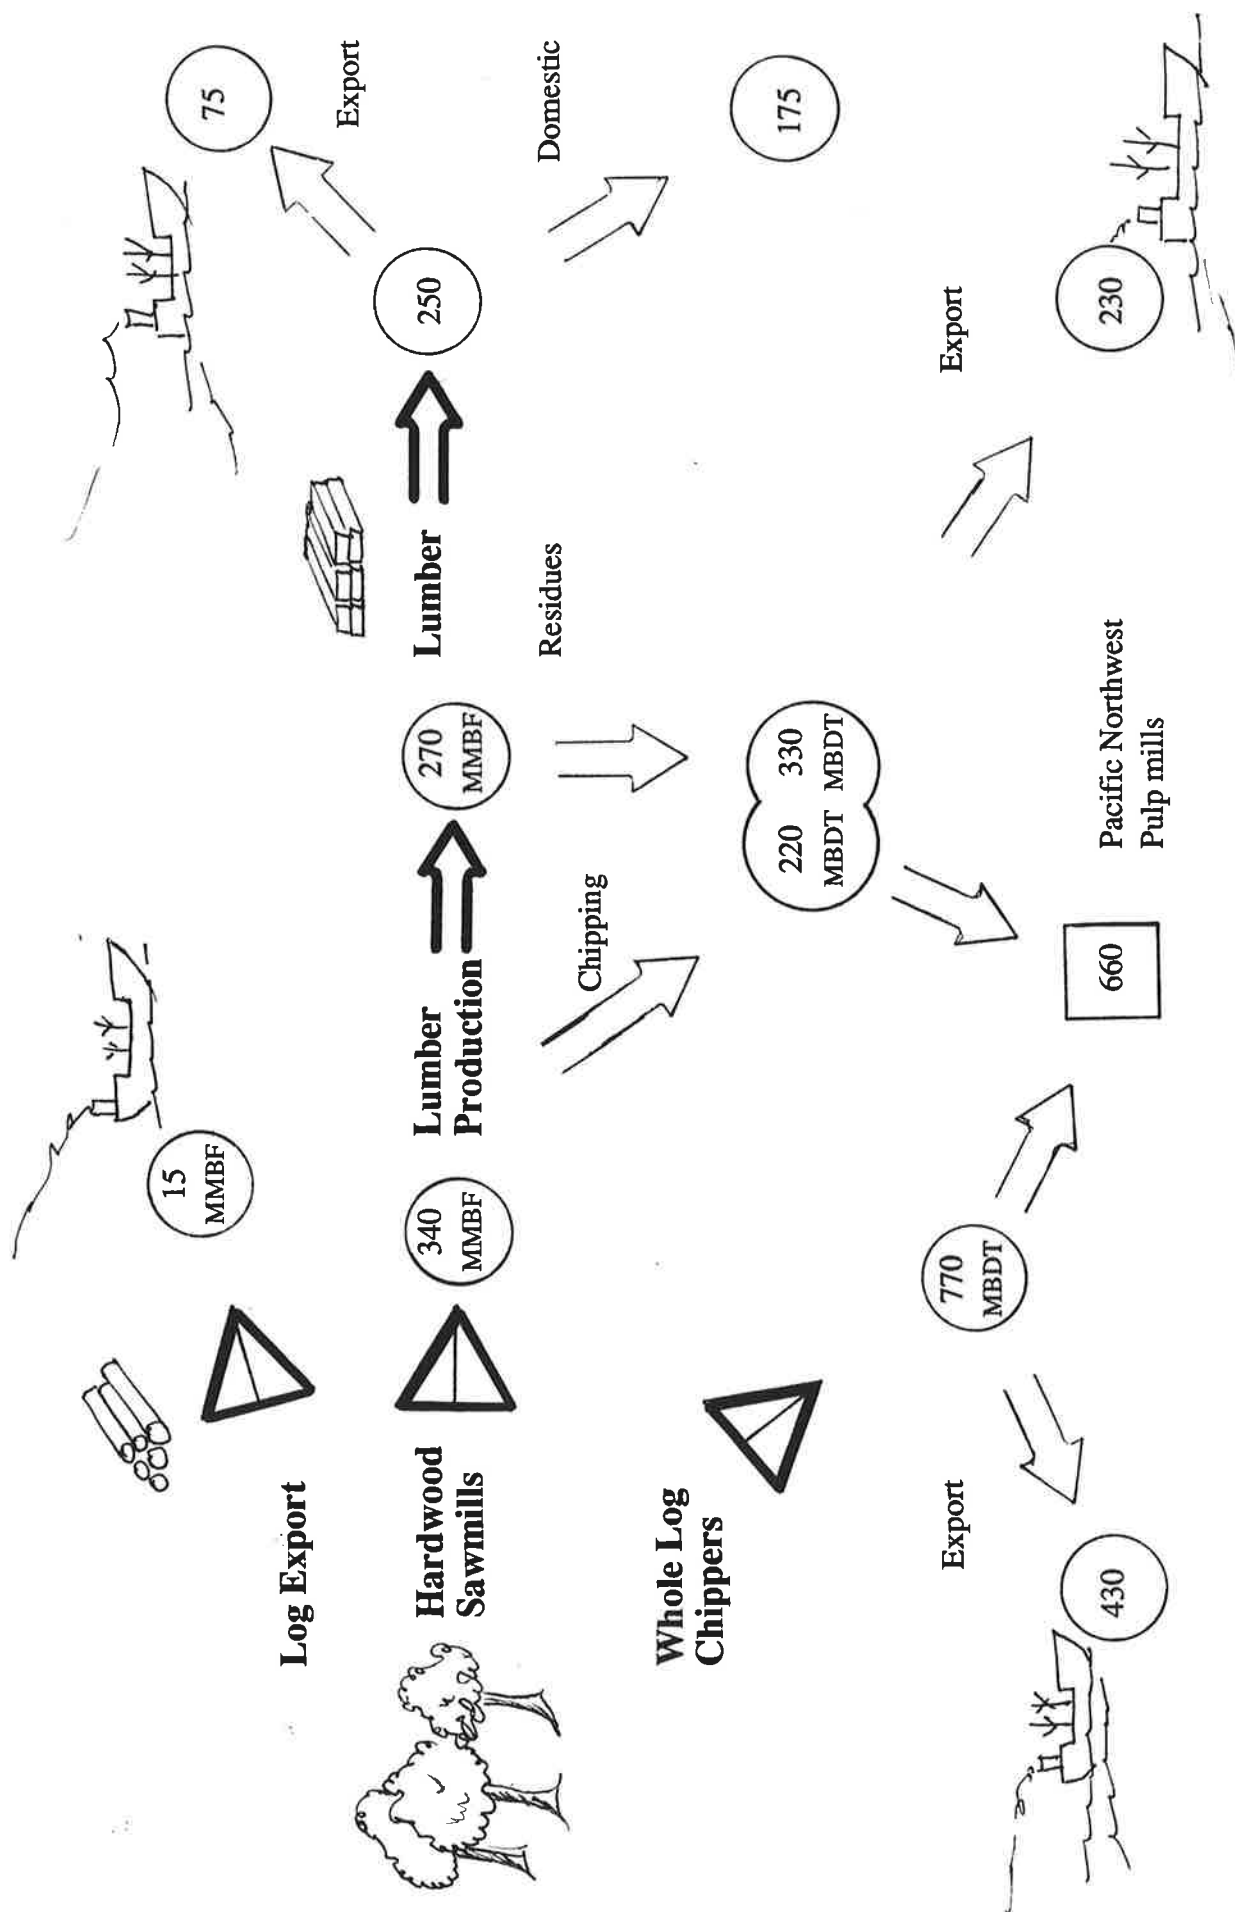 Log Export
15
MMBF
Hardwood
Sawmills
340
MMBF
Lumber
Production
270
MMBF
Lumber
250
Export
75
Domestic
175
Chipping
Residues
220
MBDT
330
MBDT
Whole Log
Chippers
770
MBDT
Export
430
660
Pacific Northwest
Pulp mills
Export
230